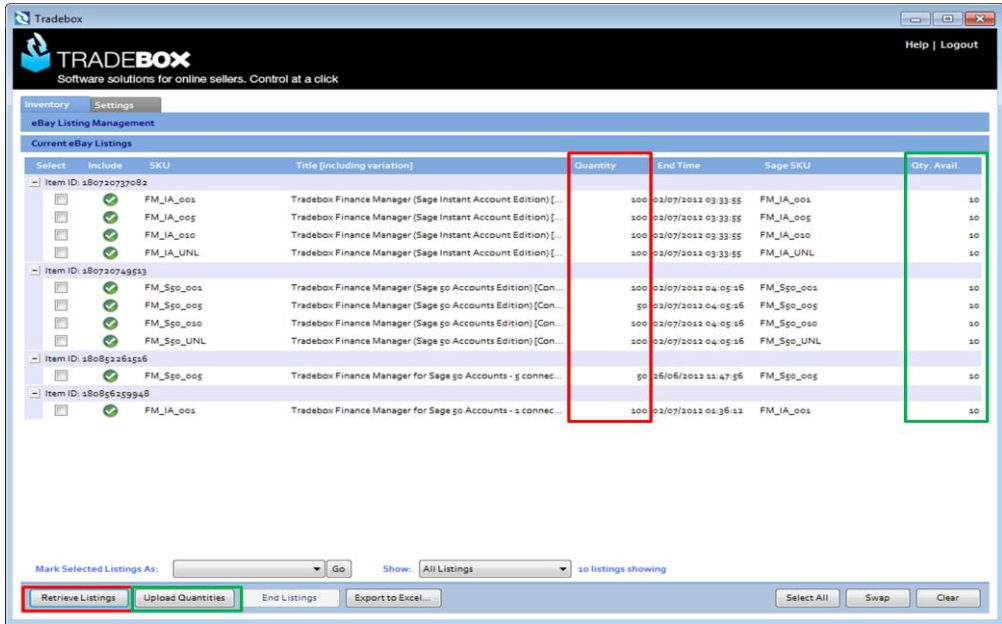 Tradebox
TRADEBOX
Software solutions for online sellers. Control at a click
Help | Logout
Inventory Settings
eBay Listing Management
Current eBay Listings
Select Include SKU Title [including variation] Quantity End Time Sage SKU Qty. Avail.
Item ID: 180720737082
FM_IA_001 Tradebox Finance Manager (Sage Instant Account Edition) [... 100 02/07/2012 03:33:55 FM_IA_001 10
FM_IA_005 Tradebox Finance Manager (Sage Instant Account Edition) [... 100 02/07/2012 03:33:55 FM_IA_005 10
FM_IA_010 Tradebox Finance Manager (Sage Instant Account Edition) [... 100 02/07/2012 03:33:55 FM_IA_010 10
FM_IA_UNL Tradebox Finance Manager (Sage Instant Account Edition) [... 100 02/07/2012 03:33:55 FM_IA_UNL 10
Item ID: 180720749513
FM_S50_001 Tradebox Finance Manager (Sage 50 Accounts Edition) [Con... 100 02/07/2012 04:05:16 FM_S50_001 10
FM_S50_005 Tradebox Finance Manager (Sage 50 Accounts Edition) [Con... 50 02/07/2012 04:05:16 FM_S50_005 10
FM_S50_010 Tradebox Finance Manager (Sage 50 Accounts Edition) [Con... 100 02/07/2012 04:05:16 FM_S50_010 10
FM_S50_UNL Tradebox Finance Manager (Sage 50 Accounts Edition) [Con... 100 02/07/2012 04:05:16 FM_S50_UNL 10
Item ID: 180852261516
FM_S50_005 Tradebox Finance Manager for Sage 50 Accounts - 5 connec... 50 26/06/2012 11:47:56 FM_S50_005 10
Item ID: 180856259948
FM_IA_001 Tradebox Finance Manager for Sage 50 Accounts - 1 connec... 100 02/07/2012 01:36:12 FM_IA_001 10
Mark Selected Listings As: Go Show: All Listings 10 listings showing
Retrieve Listings Upload Quantities End Listings Export to Excel... Select All Swap Clear